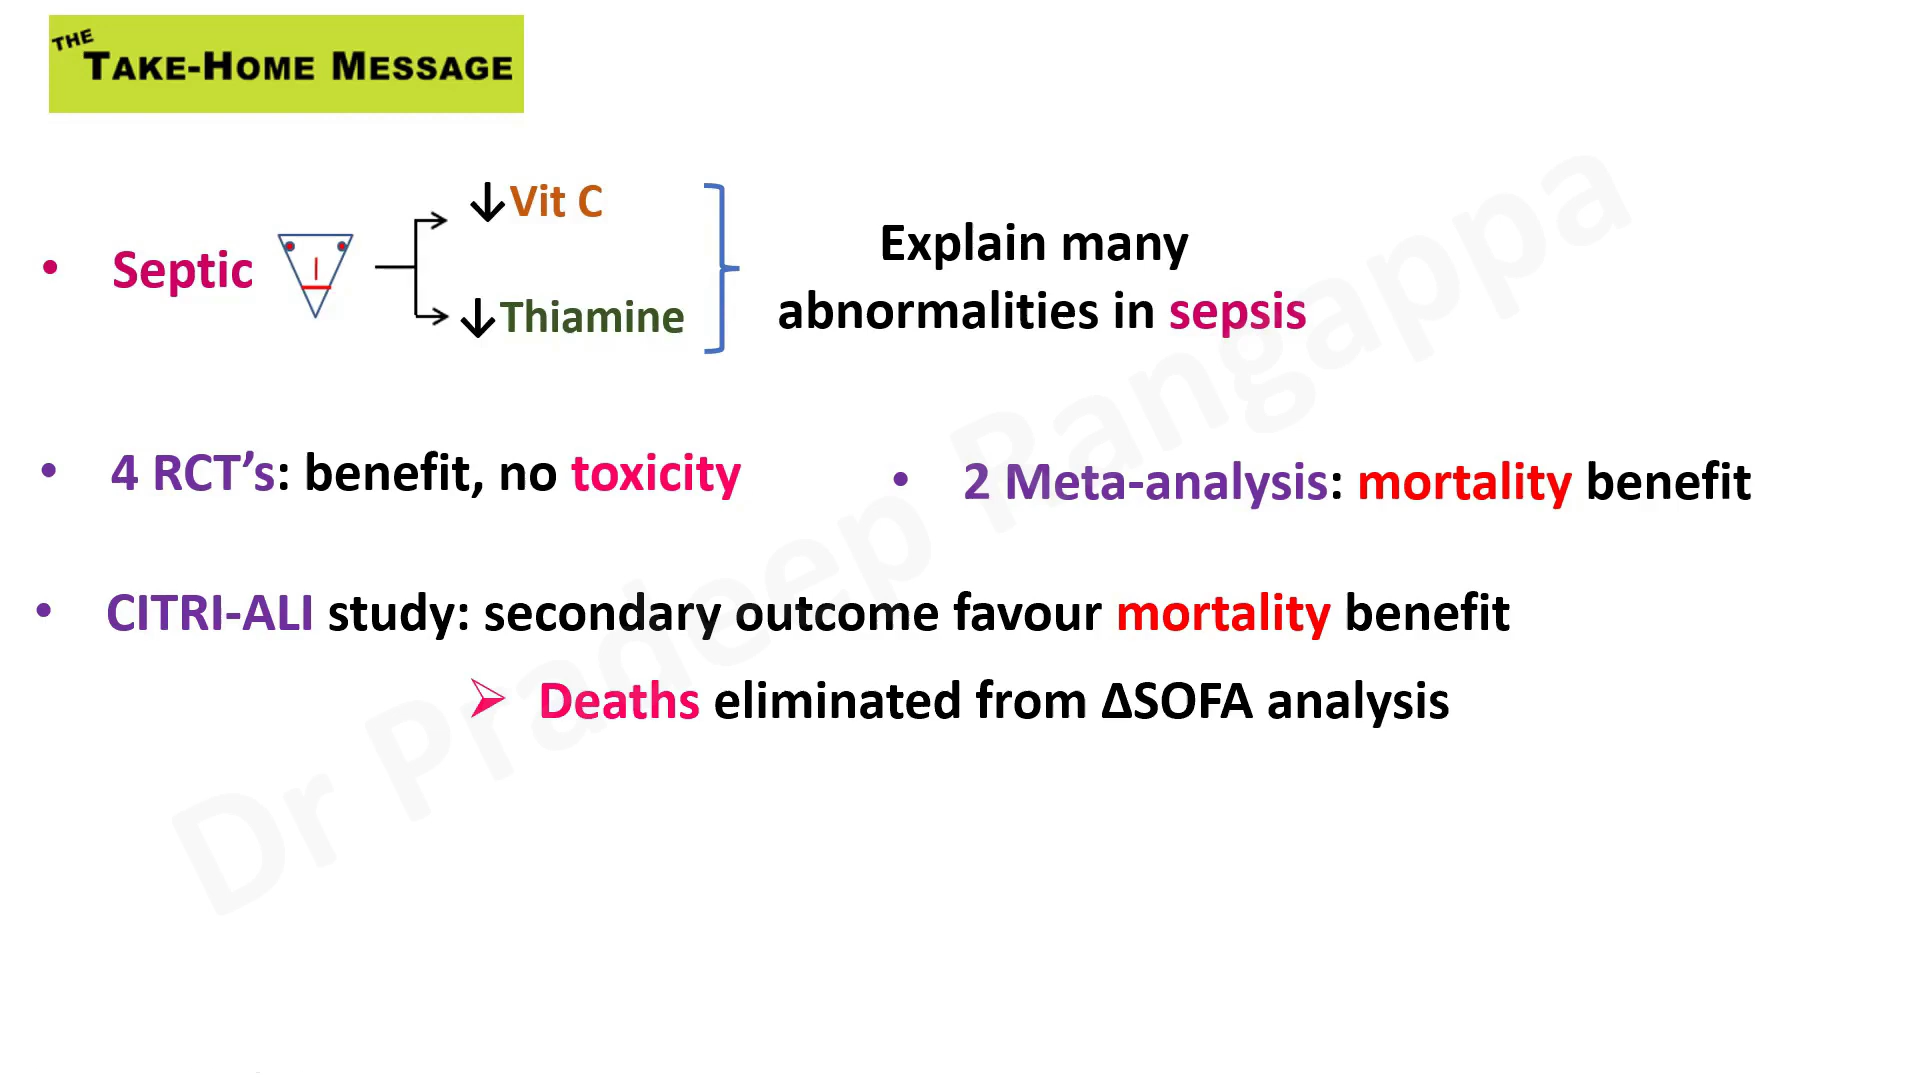 THE
TAKE-HOME MESSAGE
• Septic
↓Vit C
↓Thiamine
Explain many
abnormalities in sepsis
• 4 RCT’s: benefit, no toxicity
• 2 Meta-analysis: mortality benefit
• CITRI-ALI study: secondary outcome favour mortality benefit
➢ Deaths eliminated from ΔSOFA analysis
Dr Pradeep Rangappa